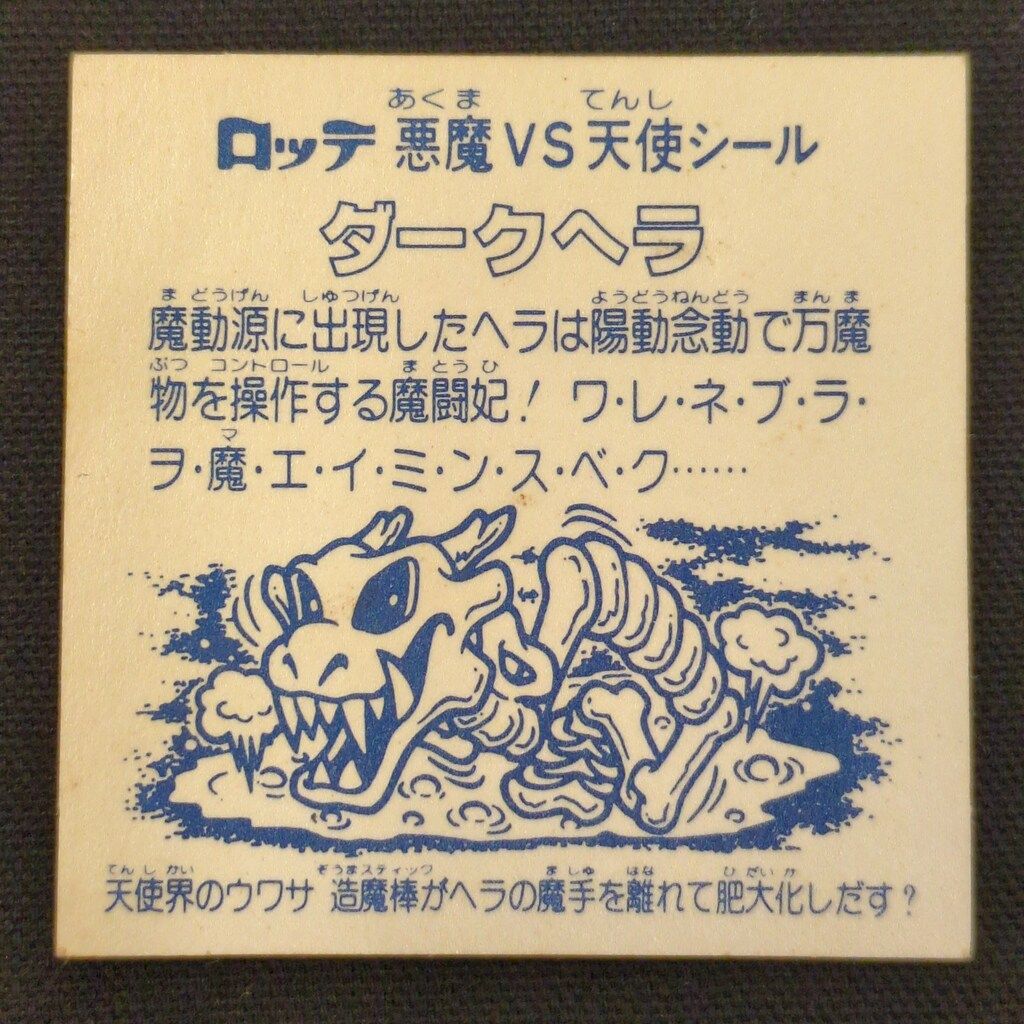 あくま てんし
ロッテ 悪魔VS天使シール
ダークヘラ
ま どうげん しゅつげん ようどうねんどう まん ま
魔動源に出現したヘラは陽動念動で万魔
ぶつ コントロール ま とう ひ
物を操作する魔闘妃! ワ・レ・ネ・ブ・ラ・
マ
ヲ・魔・エ・イ・ミ・ン・ス・ベ・ク……
てん し かい ぞうまスティック ま しゅ はな ひ だい か
天使界のウワサ 造魔棒がヘラの魔手を離れて肥大化しだす?